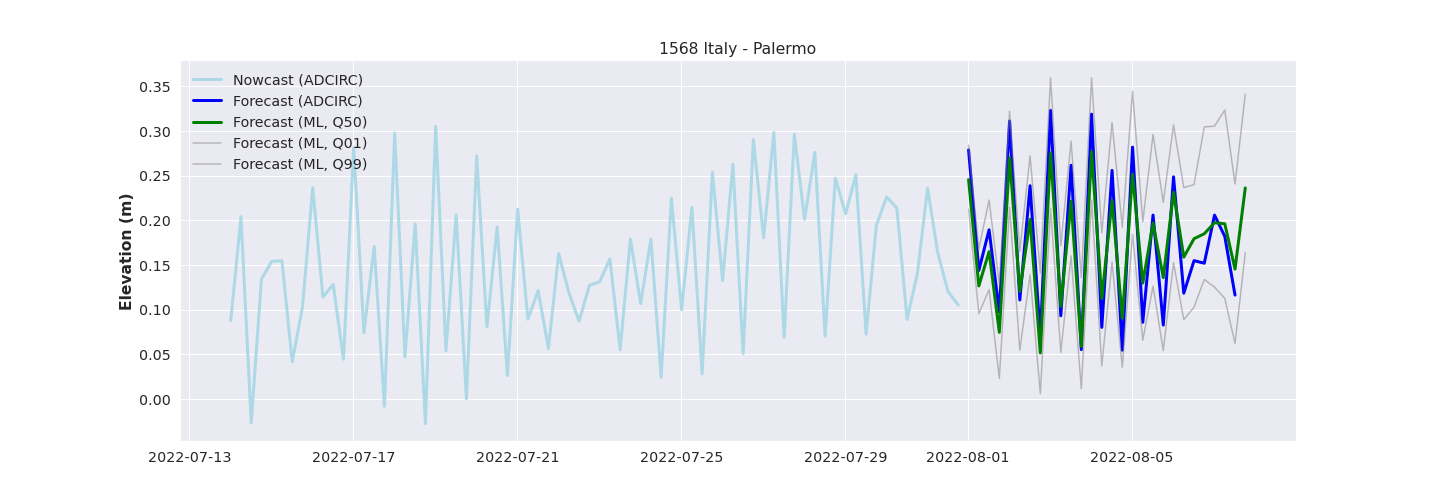 1568 Italy - Palermo
Nowcast (ADCIRC)
Forecast (ADCIRC)
Forecast (ML, Q50)
Forecast (ML, Q01)
Forecast (ML, Q99)
Elevation (m)
0.35
0.30
0.25
0.20
0.15
0.10
0.05
0.00
2022-07-13 2022-07-17 2022-07-21 2022-07-25 2022-07-29 2022-08-01 2022-08-05